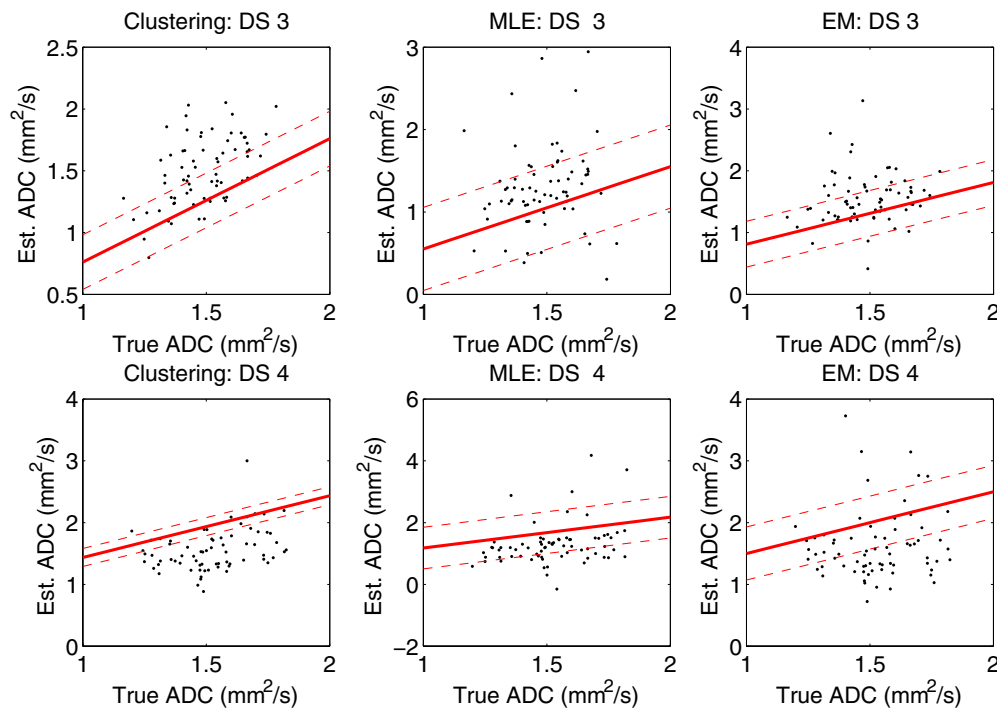 Clustering: DS 3
MLE: DS 3
EM: DS 3
2.5
2
1.5
1
0.5
Est. ADC (mm²/s)
1
1.5
2
True ADC (mm²/s)
3
2
1
0
Est. ADC (mm²/s)
1
1.5
2
True ADC (mm²/s)
4
3
2
1
0
Est. ADC (mm²/s)
1
1.5
2
True ADC (mm²/s)
Clustering: DS 4
MLE: DS 4
EM: DS 4
4
3
2
1
0
Est. ADC (mm²/s)
1
1.5
2
True ADC (mm²/s)
6
4
2
0
−2
Est. ADC (mm²/s)
1
1.5
2
True ADC (mm²/s)
4
3
2
1
0
Est. ADC (mm²/s)
1
1.5
2
True ADC (mm²/s)